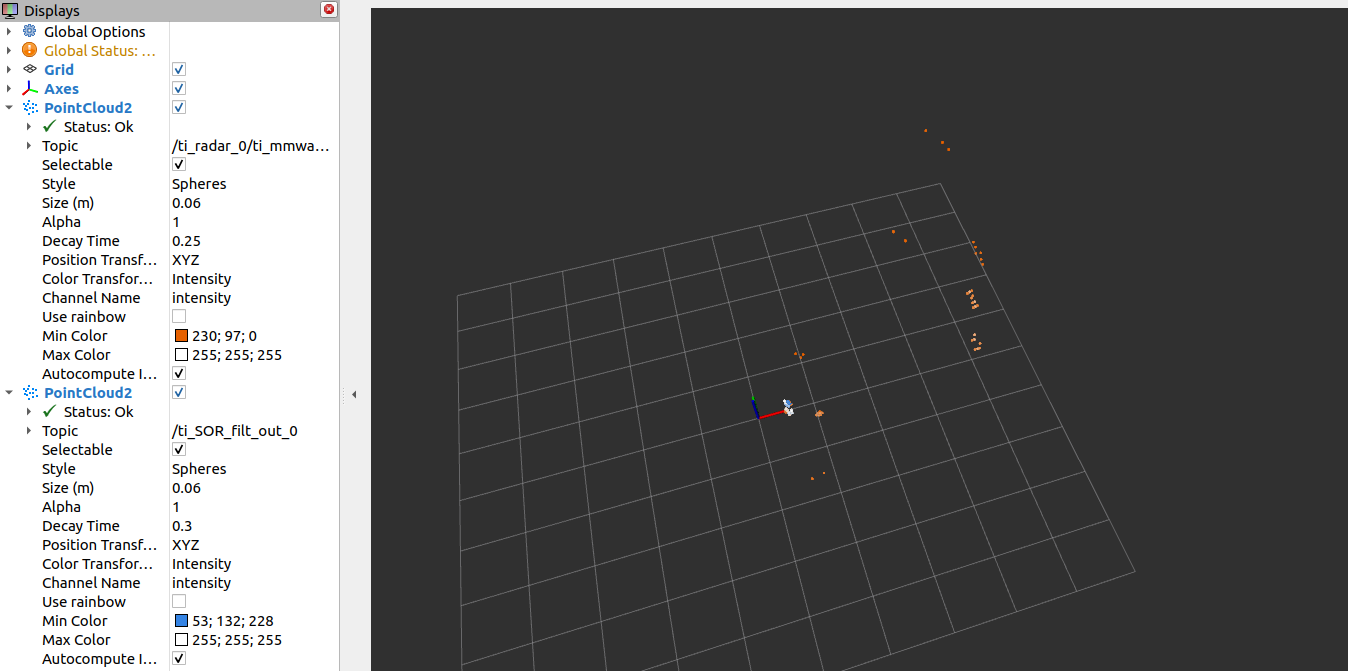 Displays
Global Options
Global Status: ...
Grid
Axes
PointCloud2
Status: Ok
Topic /ti_radar_0/ti_mmwa...
Selectable
Style Spheres
Size (m) 0.06
Alpha 1
Decay Time 0.25
Position Transf... XYZ
Color Transfor... Intensity
Channel Name intensity
Use rainbow
Min Color 230; 97; 0
Max Color 255; 255; 255
Autocompute I...
PointCloud2
Status: Ok
Topic /ti_SOR_filt_out_0
Selectable
Style Spheres
Size (m) 0.06
Alpha 1
Decay Time 0.3
Position Transf... XYZ
Color Transfor... Intensity
Channel Name intensity
Use rainbow
Min Color 53; 132; 228
Max Color 255; 255; 255
Autocompute I...